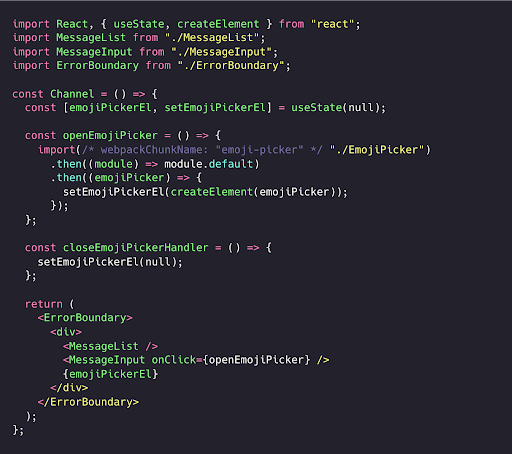 import React, { useState, createElement } from "react";
import MessageList from "./MessageList";
import MessageInput from "./MessageInput";
import ErrorBoundary from "./ErrorBoundary";

const Channel = () => {
  const [emojiPickerEl, setEmojiPickerEl] = useState(null);

  const openEmojiPicker = () => {
    import(/* webpackChunkName: "emoji-picker" */ "./EmojiPicker")
      .then((module) => module.default)
      .then((emojiPicker) => {
        setEmojiPickerEl(createElement(emojiPicker));
      });
  };

  const closeEmojiPickerHandler = () => {
    setEmojiPickerEl(null);
  };

  return (
    <ErrorBoundary>
      <div>
        <MessageList />
        <MessageInput onClick={openEmojiPicker} />
        {emojiPickerEl}
      </div>
    </ErrorBoundary>
  );
};